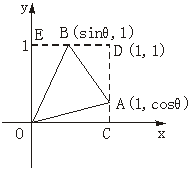 y
E B (sinθ, 1)
1 D (1, 1)
A (1, cosθ)
O C x